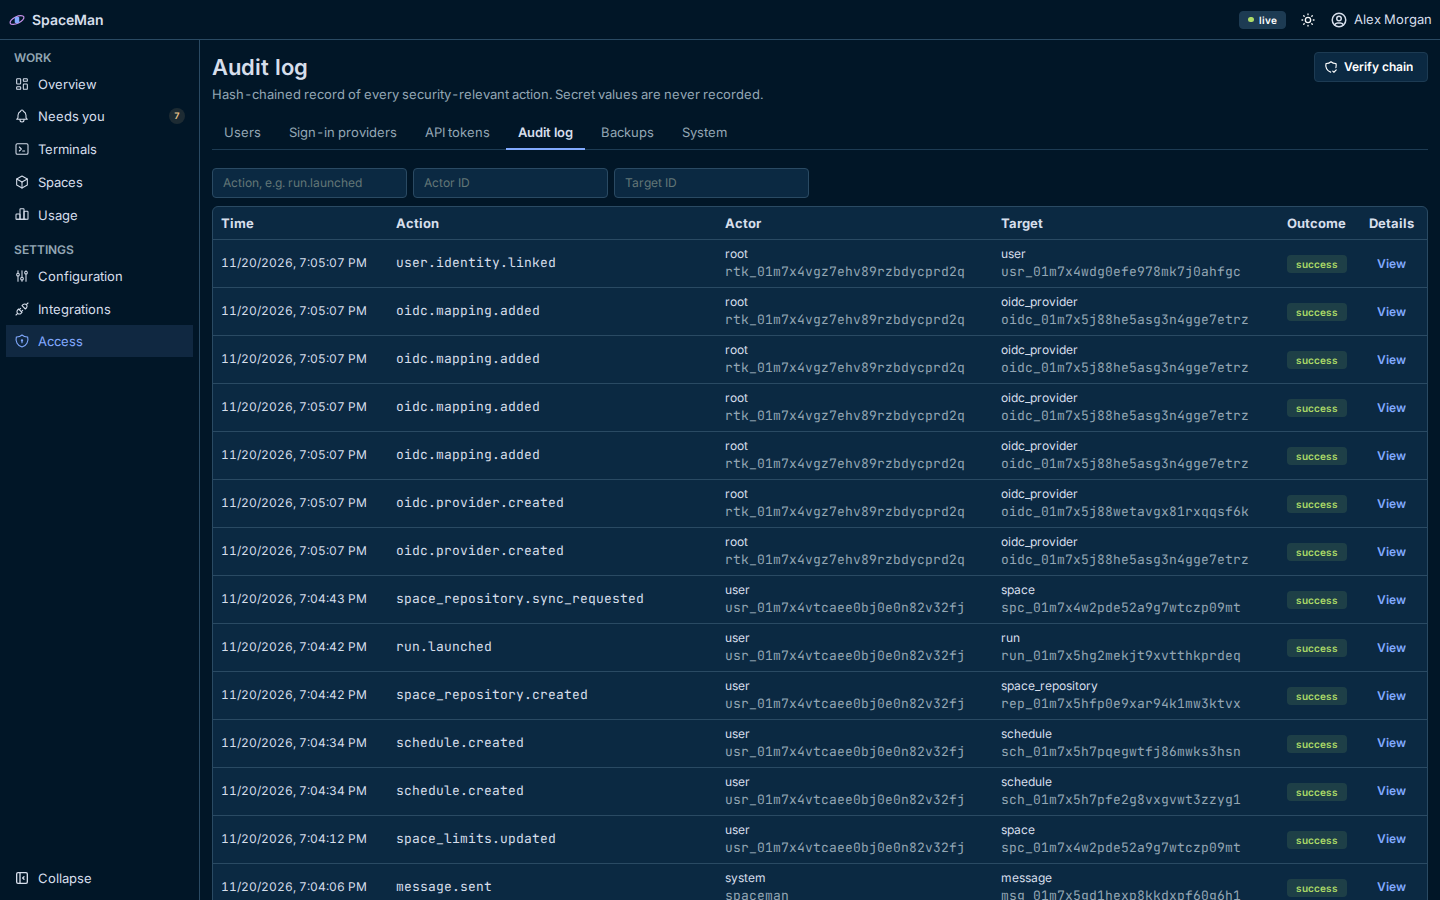 SpaceMan
live
Alex Morgan
WORK
Overview
Needs you 7
Terminals
Spaces
Usage
SETTINGS
Configuration
Integrations
Access
Collapse
Audit log
Verify chain
Hash-chained record of every security-relevant action. Secret values are never recorded.
Users Sign-in providers API tokens Audit log Backups System
Action, e.g. run.launched Actor ID Target ID
Time Action Actor Target Outcome Details
11/20/2026, 7:05:07 PM user.identity.linked root rtk_01m7x4vgz7ehv89rzbdycprd2q user usr_01m7x4wdg0efe978mk7j0ahfgc success View
11/20/2026, 7:05:07 PM oidc.mapping.added root rtk_01m7x4vgz7ehv89rzbdycprd2q oidc_provider oidc_01m7x5j88he5asg3n4gge7etrz success View
11/20/2026, 7:05:07 PM oidc.mapping.added root rtk_01m7x4vgz7ehv89rzbdycprd2q oidc_provider oidc_01m7x5j88he5asg3n4gge7etrz success View
11/20/2026, 7:05:07 PM oidc.mapping.added root rtk_01m7x4vgz7ehv89rzbdycprd2q oidc_provider oidc_01m7x5j88he5asg3n4gge7etrz success View
11/20/2026, 7:05:07 PM oidc.mapping.added root rtk_01m7x4vgz7ehv89rzbdycprd2q oidc_provider oidc_01m7x5j88he5asg3n4gge7etrz success View
11/20/2026, 7:05:07 PM oidc.provider.created root rtk_01m7x4vgz7ehv89rzbdycprd2q oidc_provider oidc_01m7x5j88wetavgx81rxqqsf6k success View
11/20/2026, 7:05:07 PM oidc.provider.created root rtk_01m7x4vgz7ehv89rzbdycprd2q oidc_provider oidc_01m7x5j88he5asg3n4gge7etrz success View
11/20/2026, 7:04:43 PM space_repository.sync_requested user usr_01m7x4vtcaee0bj0e0n82v32fj space spc_01m7x4w2pde52a9g7wtczp09mt success View
11/20/2026, 7:04:42 PM run.launched user usr_01m7x4vtcaee0bj0e0n82v32fj run run_01m7x5hg2mekjt9xvtthkprdeq success View
11/20/2026, 7:04:42 PM space_repository.created user usr_01m7x4vtcaee0bj0e0n82v32fj space_repository rep_01m7x5hfp0e9xar94k1mw3ktvx success View
11/20/2026, 7:04:34 PM schedule.created user usr_01m7x4vtcaee0bj0e0n82v32fj schedule sch_01m7x5h7pqegwtfj86mwks3hsn success View
11/20/2026, 7:04:34 PM schedule.created user usr_01m7x4vtcaee0bj0e0n82v32fj schedule sch_01m7x5h7pfe2g8vxgvwt3zzyg1 success View
11/20/2026, 7:04:12 PM space_limits.updated user usr_01m7x4vtcaee0bj0e0n82v32fj space spc_01m7x4w2pde52a9g7wtczp09mt success View
11/20/2026, 7:04:06 PM message.sent system spaceman message success View